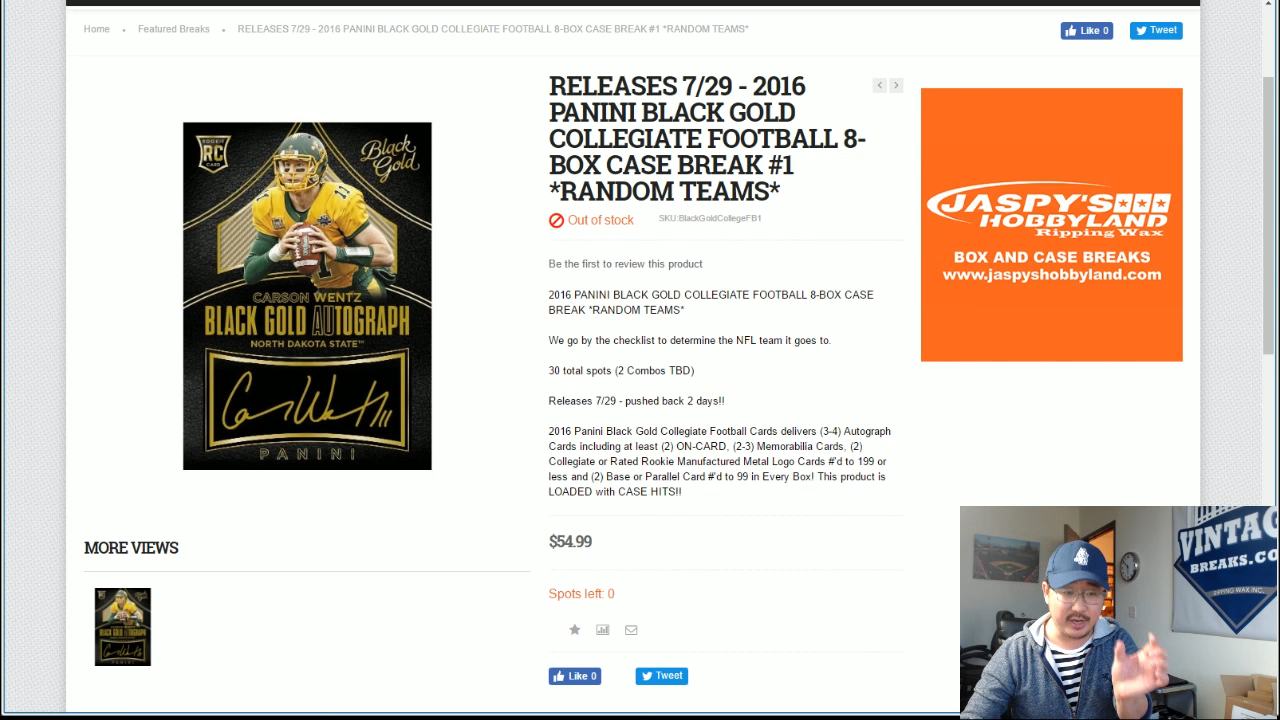 Home • Featured Breaks • RELEASES 7/29 - 2016 PANINI BLACK GOLD COLLEGIATE FOOTBALL 8-BOX CASE BREAK #1 *RANDOM TEAMS*
Like 0
Tweet
RELEASES 7/29 - 2016
PANINI BLACK GOLD
COLLEGIATE FOOTBALL 8-
BOX CASE BREAK #1
*RANDOM TEAMS*
Out of stock
SKU:BlackGoldCollegeFB1
Be the first to review this product
2016 PANINI BLACK GOLD COLLEGIATE FOOTBALL 8-BOX CASE
BREAK *RANDOM TEAMS*
We go by the checklist to determine the NFL team it goes to.
30 total spots (2 Combos TBD)
Releases 7/29 - pushed back 2 days!!
2016 Panini Black Gold Collegiate Football Cards delivers (3-4) Autograph
Cards including at least (2) ON-CARD, (2-3) Memorabilia Cards, (2)
Collegiate or Rated Rookie Manufactured Metal Logo Cards #'d to 199 or
less and (2) Base or Parallel Card #'d to 99 in Every Box! This product is
LOADED with CASE HITS!!
$54.99
Spots left: 0
Like 0
Tweet
RC
Black
Gold
11
CARSON WENTZ
BLACK GOLD AUTOGRAPH
NORTH DAKOTA STATE™
PANINI
MORE VIEWS
JASPY'S
HOBBYLAND
Ripping Wax
BOX AND CASE BREAKS
www.jaspyshobbyland.com
VINTAG
BREAKS.CO
RIPPING WAX INC.